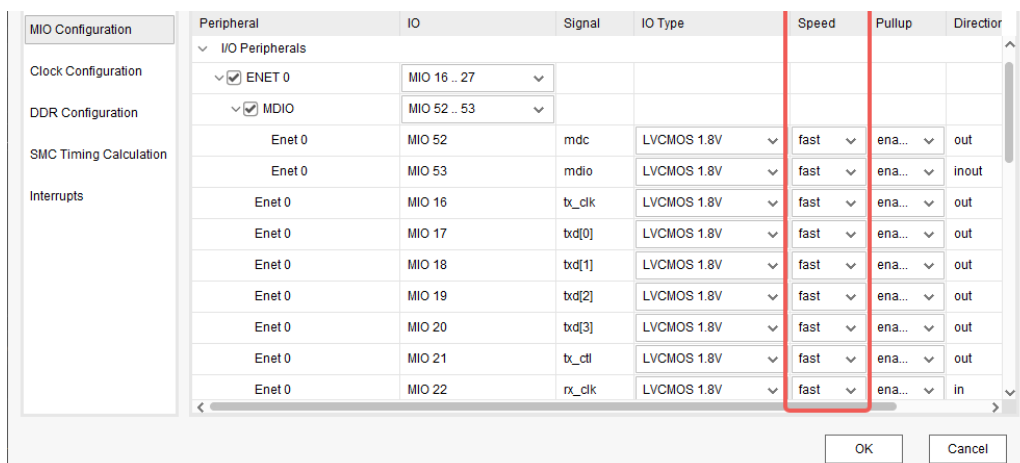 MIO Configuration
Clock Configuration
DDR Configuration
SMC Timing Calculation
Interrupts
Peripheral IO Signal IO Type Speed Pullup Direction
I/O Peripherals
ENET 0 MIO 16 .. 27
MDIO MIO 52 .. 53
Enet 0 MIO 52 mdc LVCMOS 1.8V fast ena... out
Enet 0 MIO 53 mdio LVCMOS 1.8V fast ena... inout
Enet 0 MIO 16 tx_clk LVCMOS 1.8V fast ena... out
Enet 0 MIO 17 txd[0] LVCMOS 1.8V fast ena... out
Enet 0 MIO 18 txd[1] LVCMOS 1.8V fast ena... out
Enet 0 MIO 19 txd[2] LVCMOS 1.8V fast ena... out
Enet 0 MIO 20 txd[3] LVCMOS 1.8V fast ena... out
Enet 0 MIO 21 tx_ctl LVCMOS 1.8V fast ena... out
Enet 0 MIO 22 rx_clk LVCMOS 1.8V fast ena... in
OK Cancel